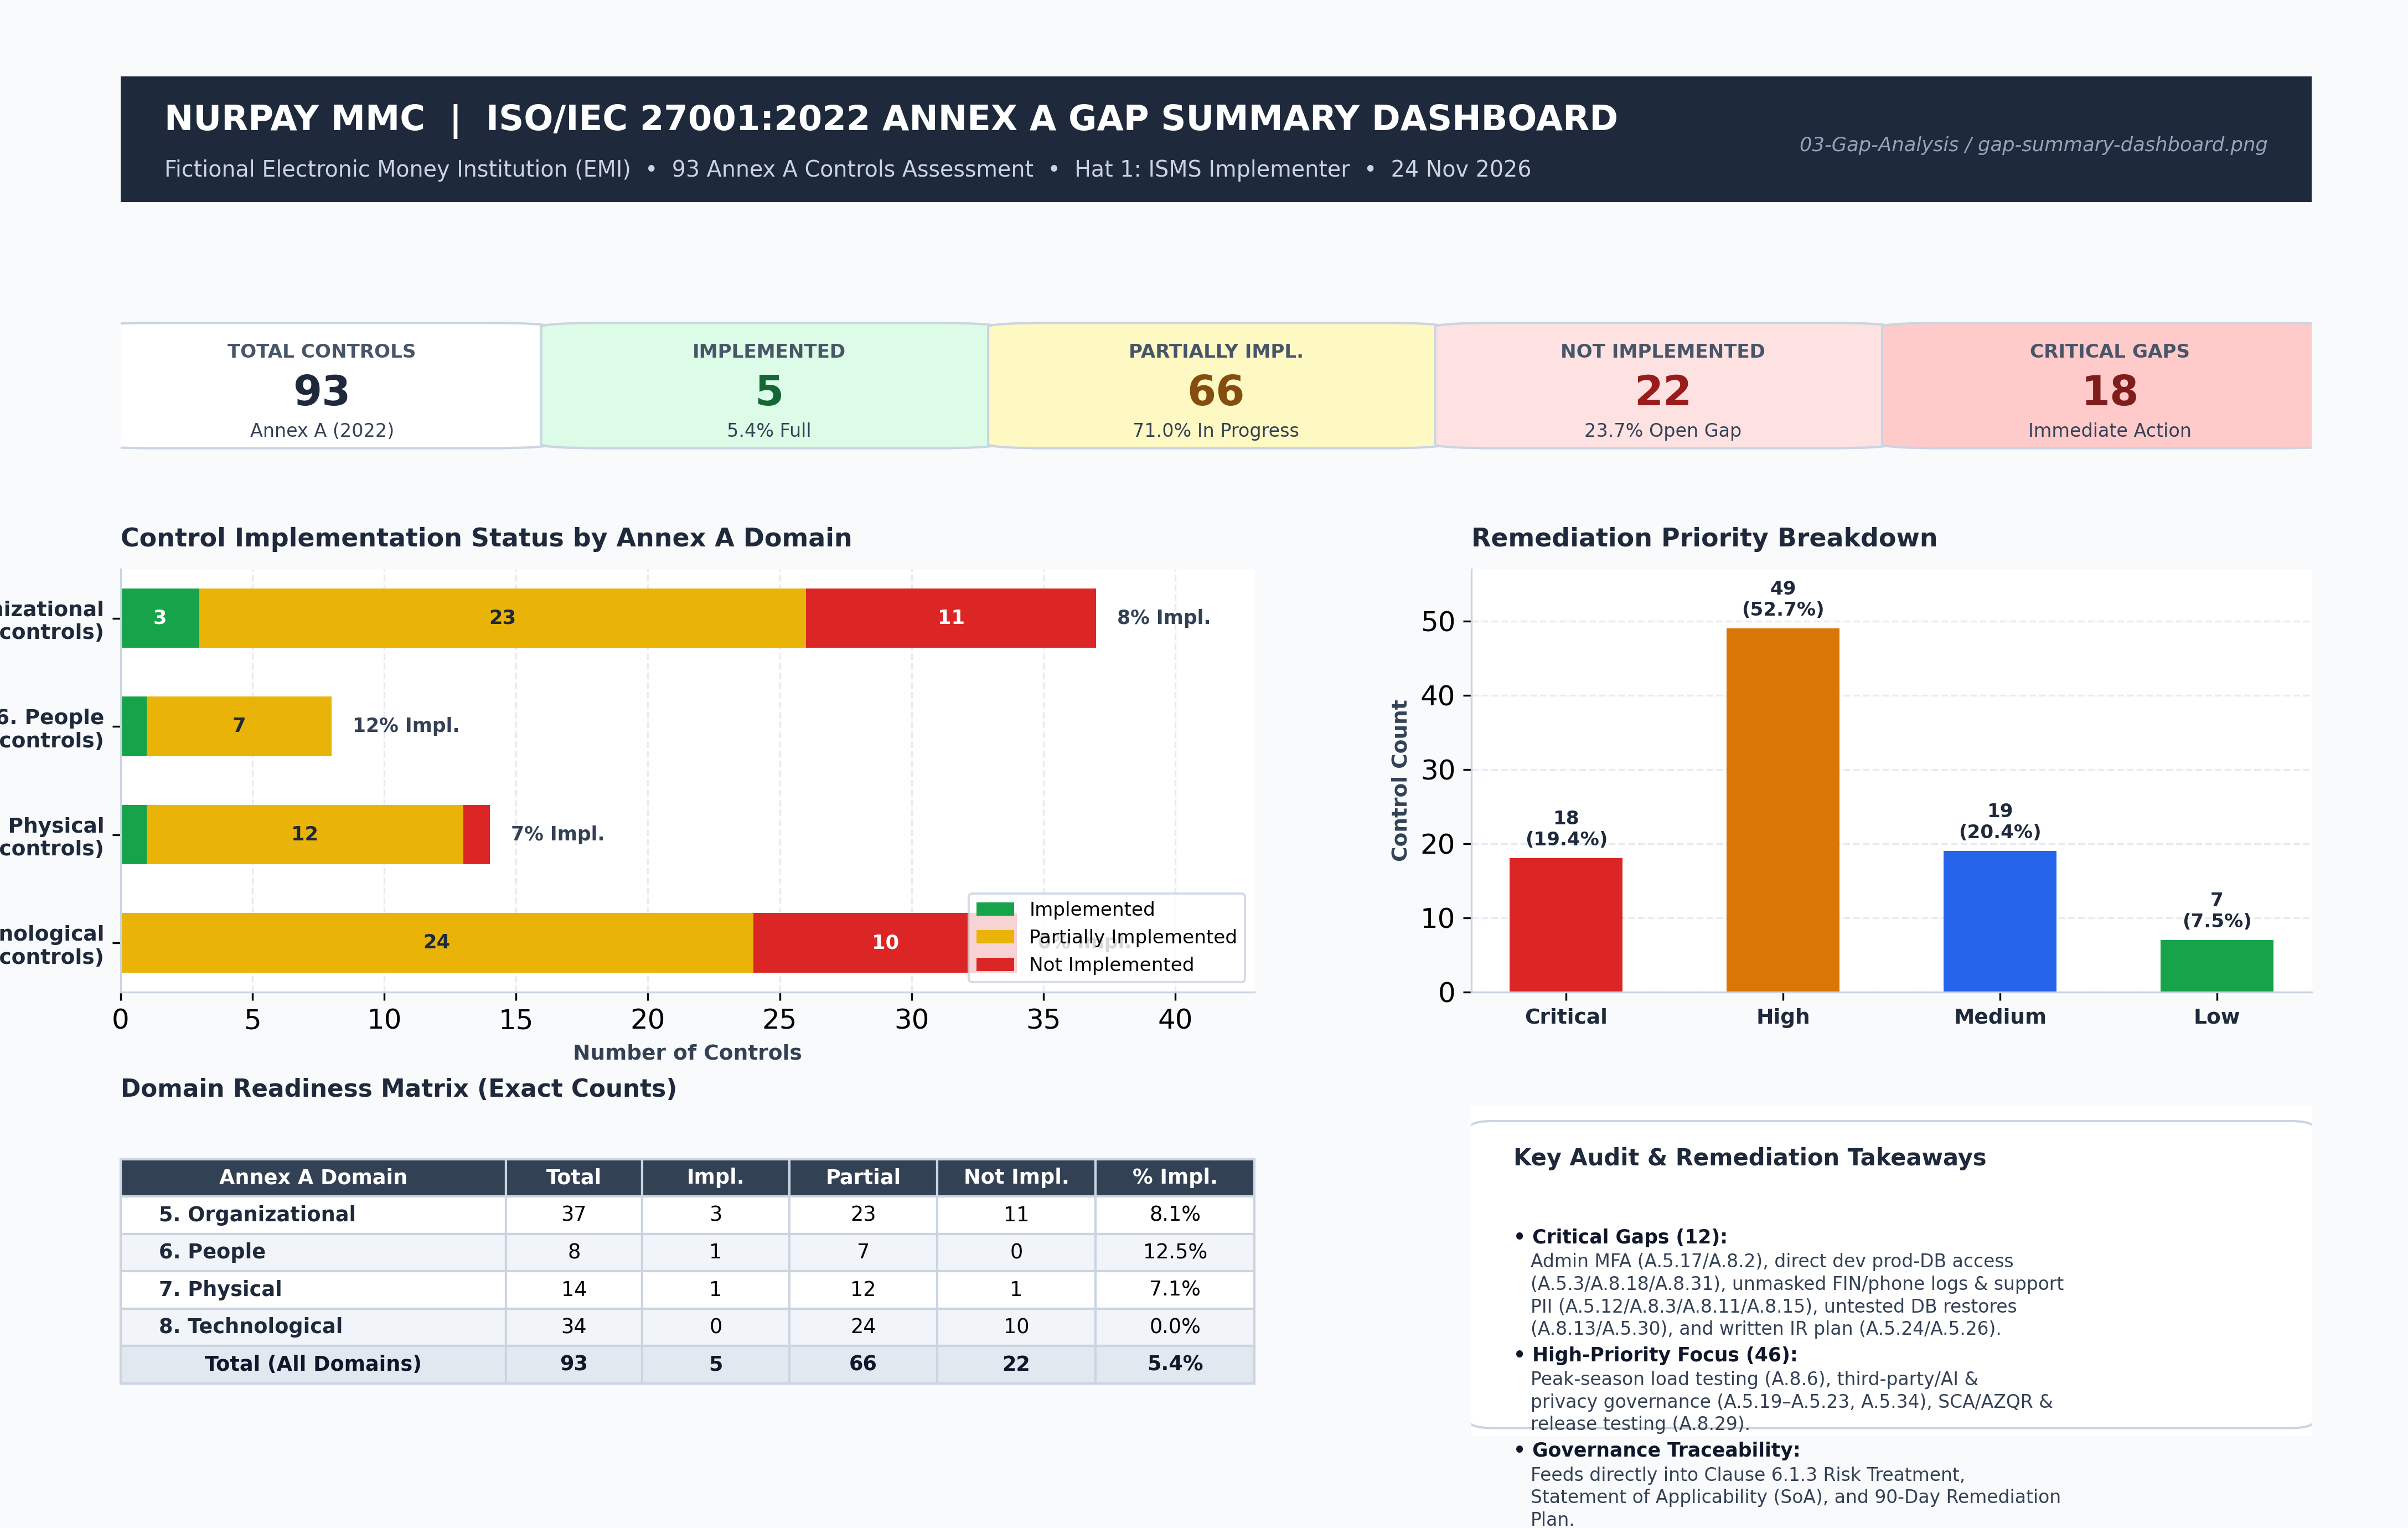 NURPAY MMC | ISO/IEC 27001:2022 ANNEX A GAP SUMMARY DASHBOARD
Fictional Electronic Money Institution (EMI) • 93 Annex A Controls Assessment • Hat 1: ISMS Implementer • 24 Nov 2026
03-Gap-Analysis / gap-summary-dashboard.png
TOTAL CONTROLS
93
Annex A (2022)
IMPLEMENTED
5
5.4% Full
PARTIALLY IMPL.
66
71.0% In Progress
NOT IMPLEMENTED
22
23.7% Open Gap
CRITICAL GAPS
18
Immediate Action
Control Implementation Status by Annex A Domain
nizational
controls)
3
23
11
8% Impl.
6. People
controls)
7
12% Impl.
Physical
controls)
12
7% Impl.
nological
controls)
24
10
0% Impl.
Implemented
Partially Implemented
Not Implemented
0 5 10 15 20 25 30 35 40
Number of Controls
Remediation Priority Breakdown
Control Count
50
40
30
20
10
0
18
(19.4%)
49
(52.7%)
19
(20.4%)
7
(7.5%)
Critical High Medium Low
Domain Readiness Matrix (Exact Counts)
Annex A Domain Total Impl. Partial Not Impl. % Impl.
5. Organizational 37 3 23 11 8.1%
6. People 8 1 7 0 12.5%
7. Physical 14 1 12 1 7.1%
8. Technological 34 0 24 10 0.0%
Total (All Domains) 93 5 66 22 5.4%
Key Audit & Remediation Takeaways
• Critical Gaps (12):
Admin MFA (A.5.17/A.8.2), direct dev prod-DB access
(A.5.3/A.8.18/A.8.31), unmasked FIN/phone logs & support
PII (A.5.12/A.8.3/A.8.11/A.8.15), untested DB restores
(A.8.13/A.5.30), and written IR plan (A.5.24/A.5.26).
• High-Priority Focus (46):
Peak-season load testing (A.8.6), third-party/AI &
privacy governance (A.5.19–A.5.23, A.5.34), SCA/AZQR &
release testing (A.8.29).
• Governance Traceability:
Feeds directly into Clause 6.1.3 Risk Treatment,
Statement of Applicability (SoA), and 90-Day Remediation
Plan.